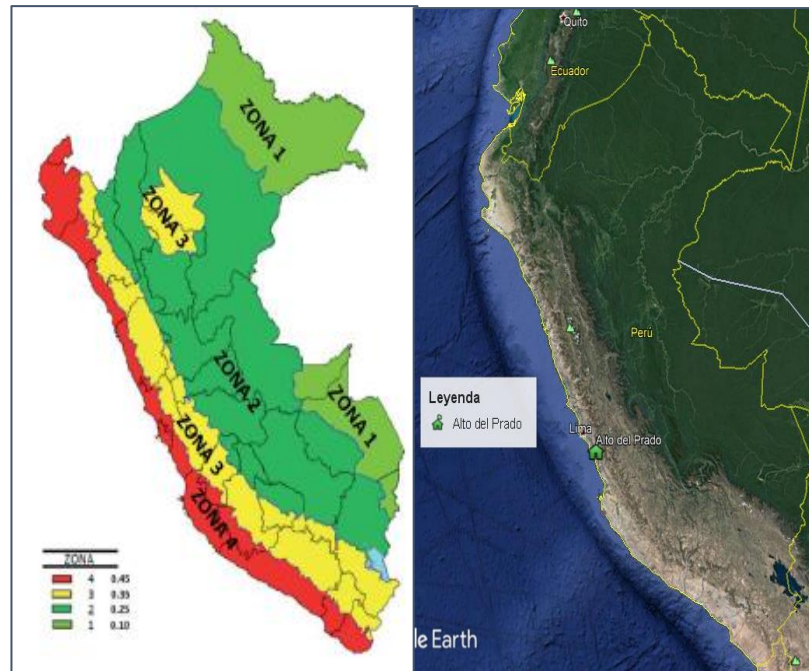 ZONA 1
ZONA 3
ZONA 2
ZONA 1
ZONA 3
ZONA 4
ZONA
4 0.45
3 0.35
2 0.25
1 0.10
Quito
Ecuador
Perú
Leyenda
Alto del Prado
Lima
Alto del Prado
le Earth